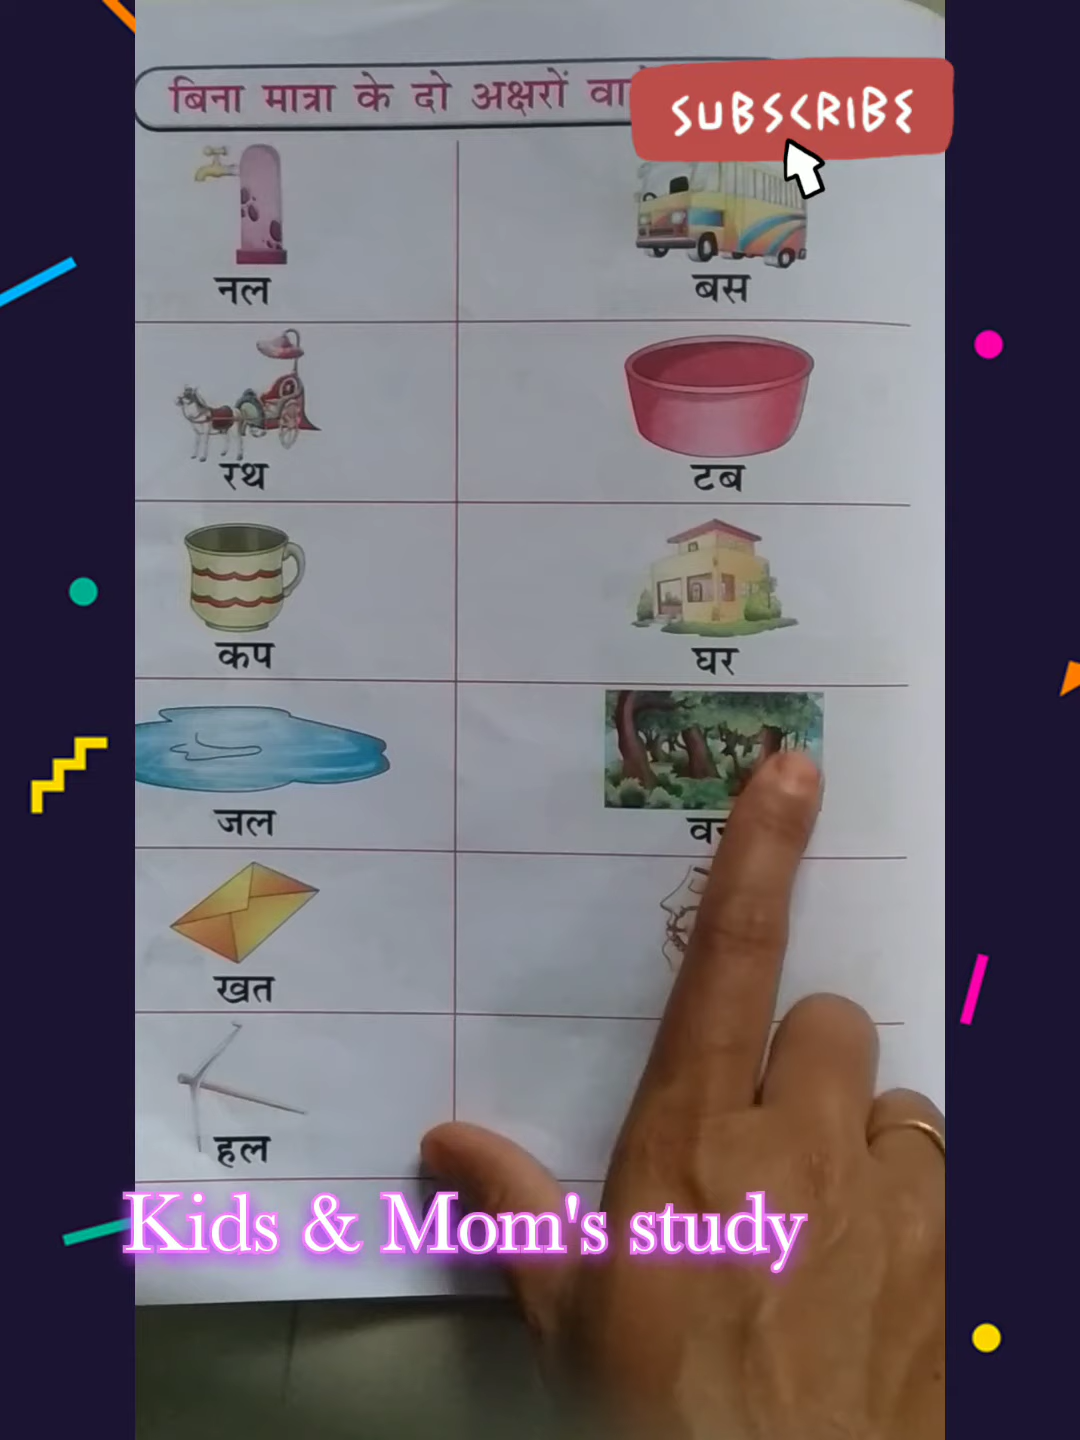 बिना मात्रा के दो अक्षरों
SUBSCRIBE
नल
बस
रथ
टब
कप
घर
जल
खत
हल
Kids & Mom's study